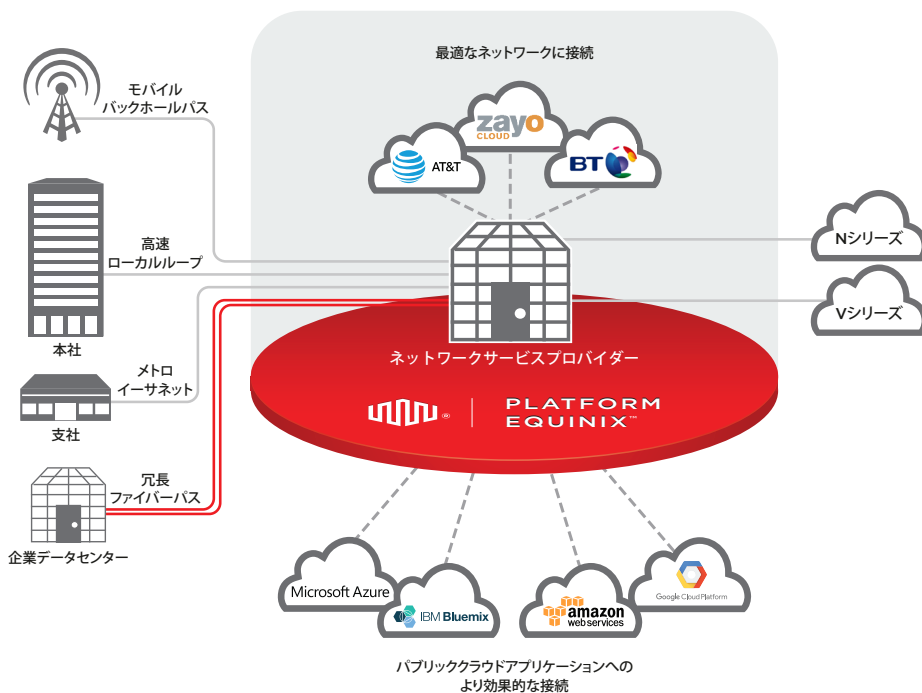 最適なネットワークに接続
モバイル
バックホールパス
zayo
CLOUD
AT&T
BT
高速
ローカルループ
本社
Nシリーズ
Vシリーズ
ネットワークサービスプロバイダー
メトロ
イーサネット
支社
® | PLATFORM
EQUINIX™
冗長
ファイバーパス
企業データセンター
Microsoft Azure
IBM Bluemix
amazon
webservices
Google Cloud Platform
パブリッククラウドアプリケーションへの
より効果的な接続